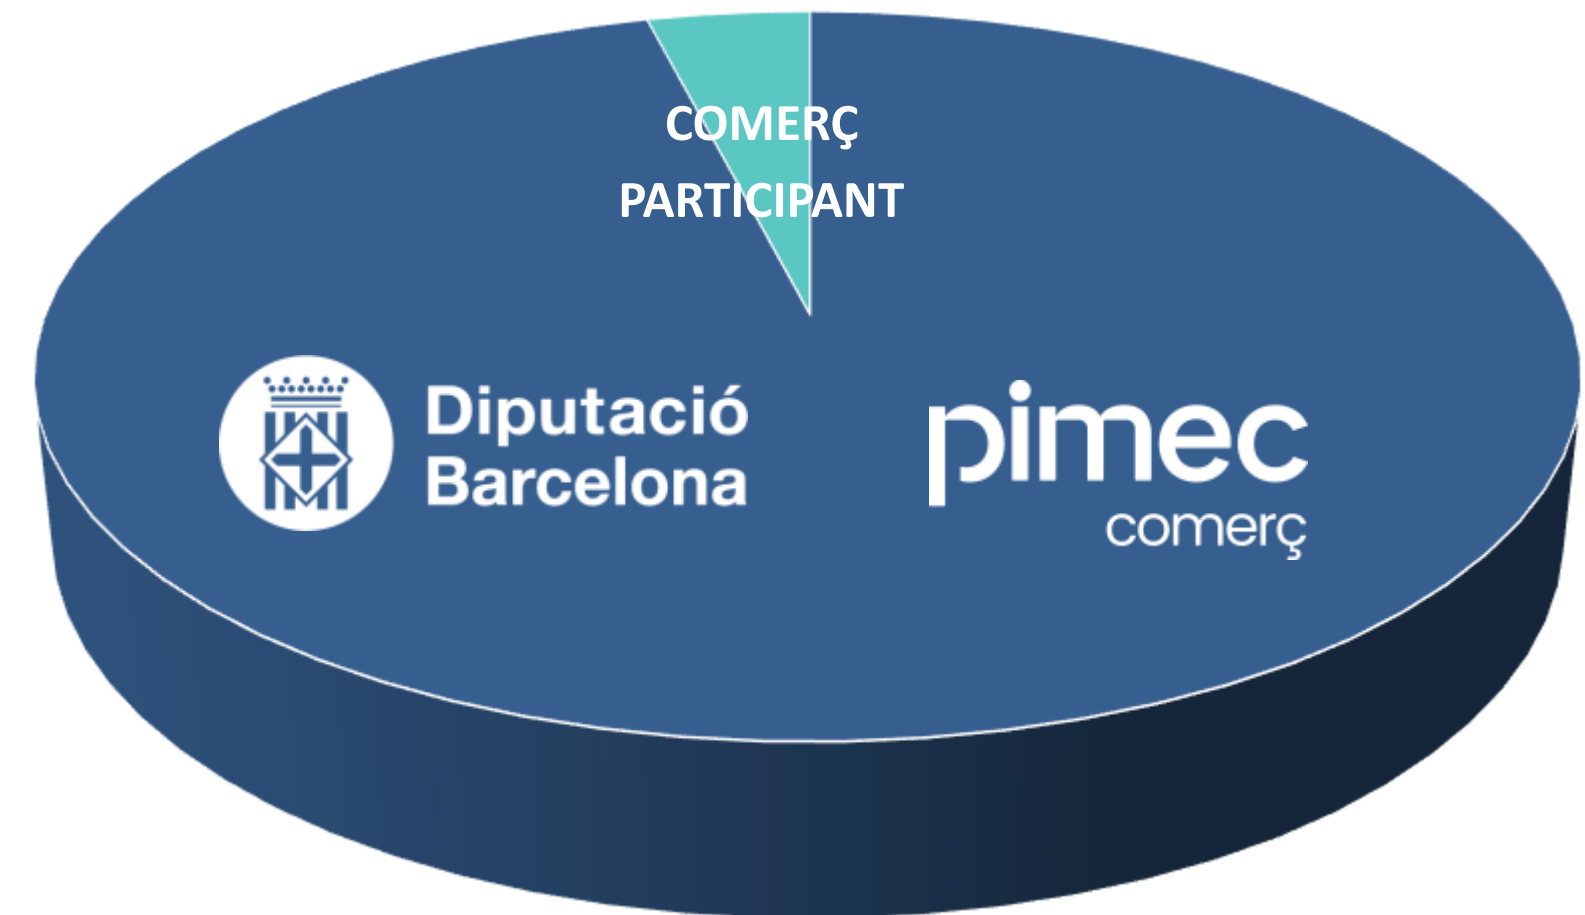 COMERÇ
PARTICIPANT
Diputació
Barcelona
pimec
comerç